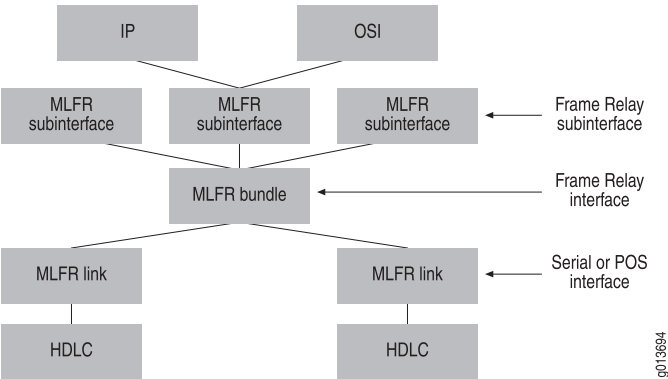 IP
OSI
MLFR
subinterface
MLFR
subinterface
MLFR
subinterface
Frame Relay
subinterface
MLFR bundle
Frame Relay
interface
MLFR link
MLFR link
Serial or POS
interface
HDLC
HDLC
g013694